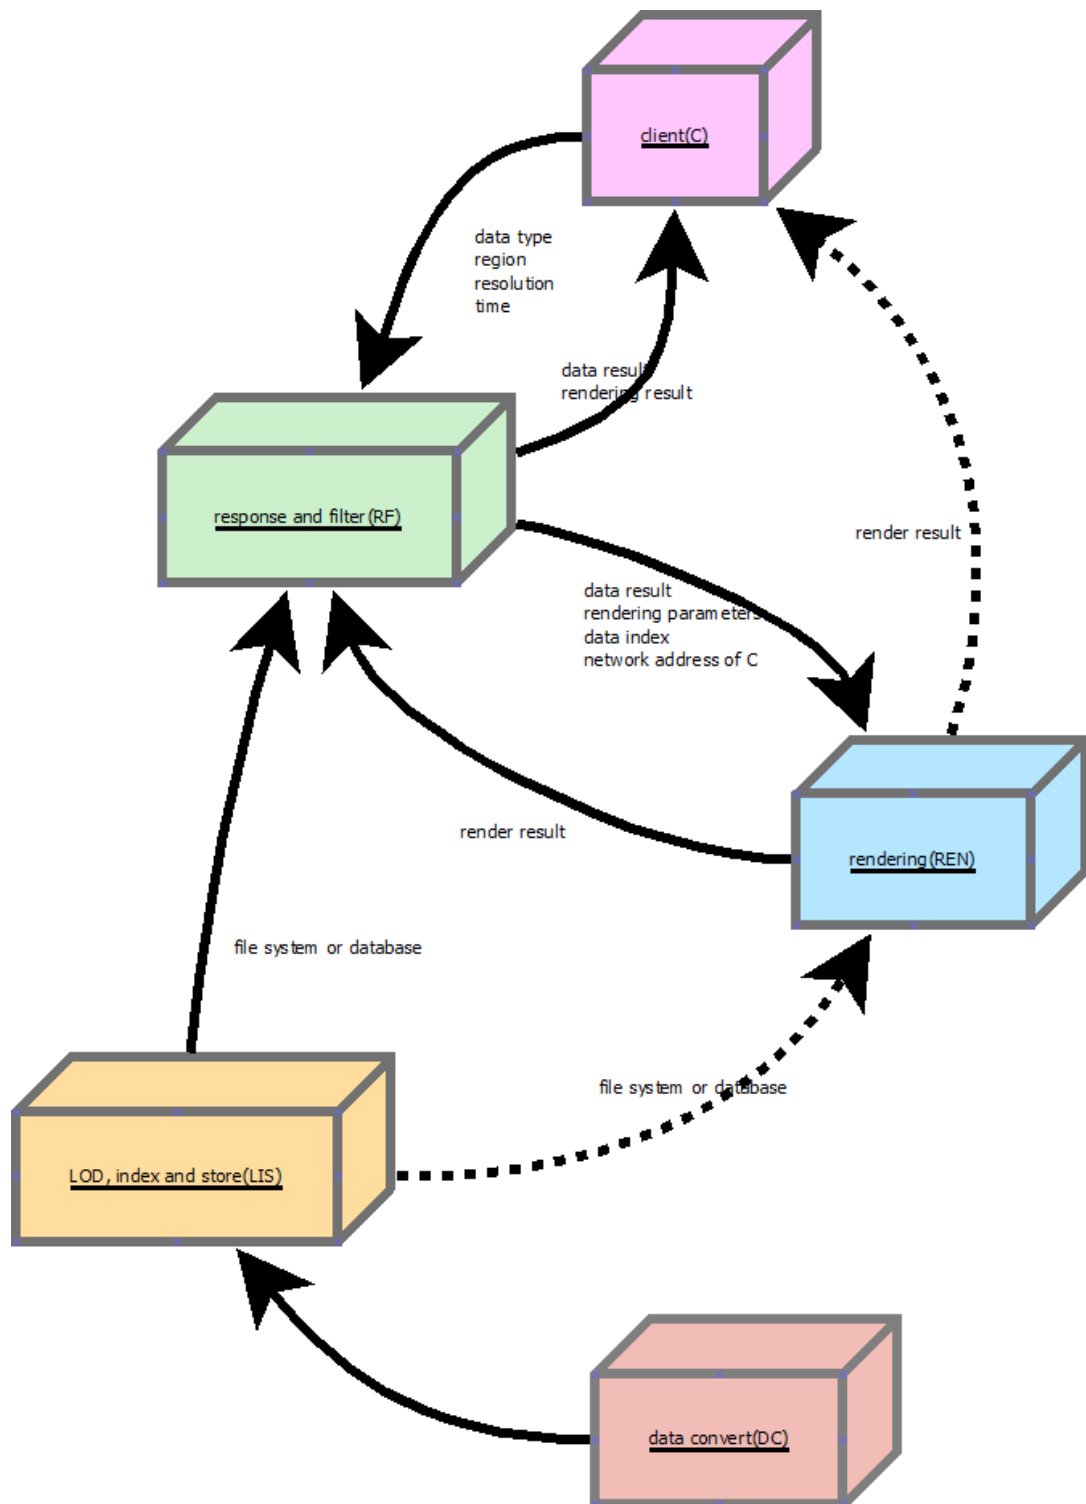 client(C)
data type
region
resolution
time
data result
rendering result
response and filter(RF)
render result
data result
rendering parameters
data index
network address of C
render result
rendering(REN)
file system or database
file system or database
LOD, index and store(LIS)
data convert(DC)